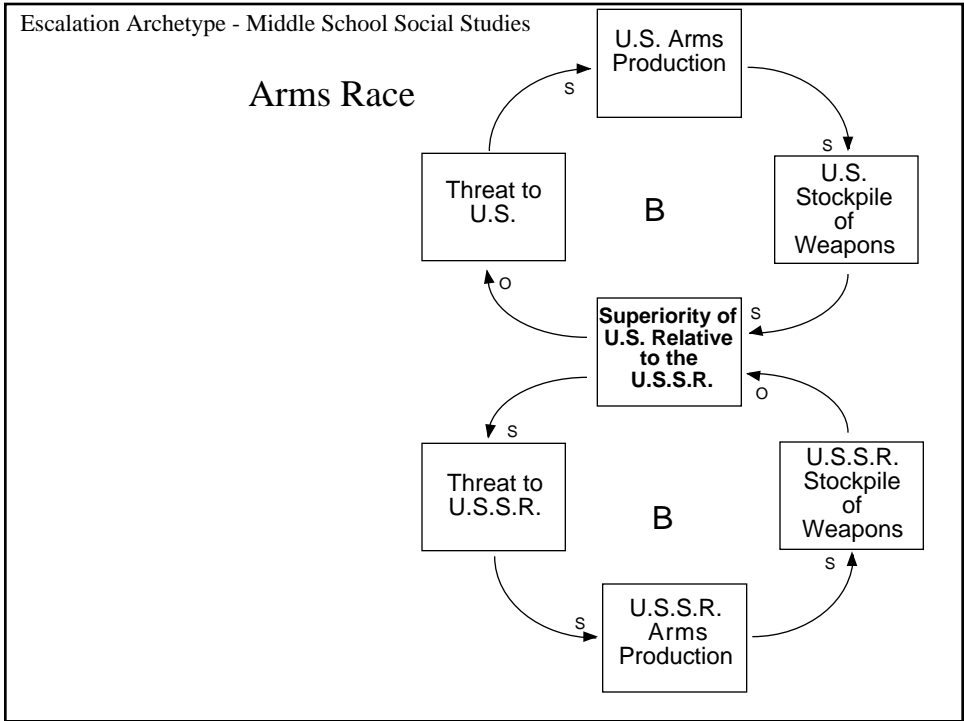 Escalation Archetype - Middle School Social Studies
Arms Race
U.S. Arms
Production
S
S
Threat to
U.S.
B
U.S.
Stockpile
of
Weapons
O
S
Superiority of
U.S. Relative
to the
U.S.S.R.
S
O
Threat to
U.S.S.R.
B
U.S.S.R.
Stockpile
of
Weapons
S
S
U.S.S.R.
Arms
Production